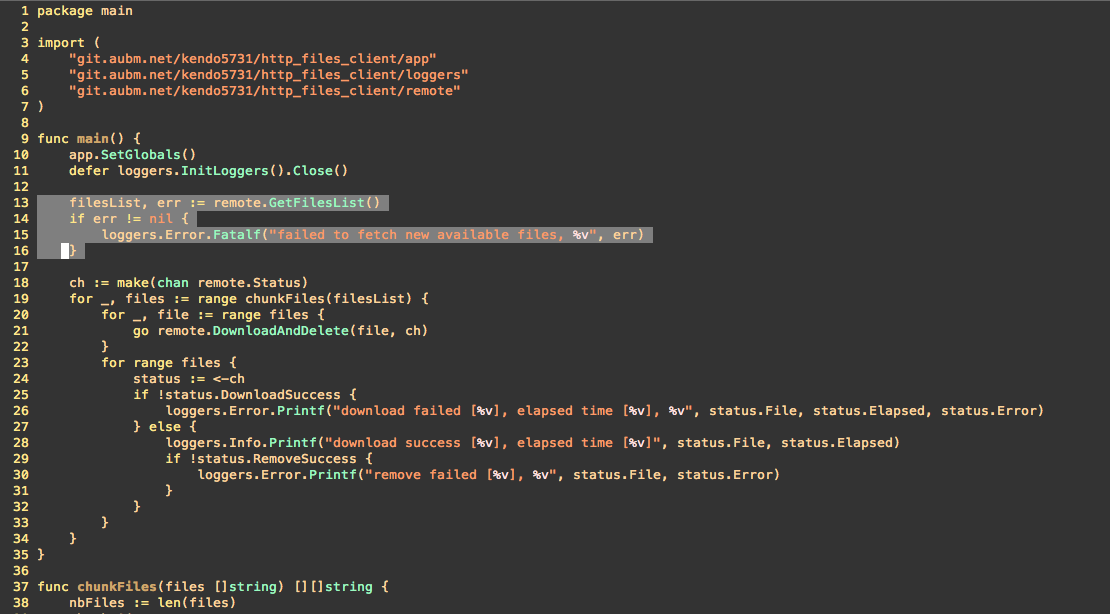 1 package main
2
3 import (
4     "git.aubm.net/kendo5731/http_files_client/app"
5     "git.aubm.net/kendo5731/http_files_client/loggers"
6     "git.aubm.net/kendo5731/http_files_client/remote"
7 )
8
9 func main() {
10     app.SetGlobals()
11     defer loggers.InitLoggers().Close()
12
13     filesList, err := remote.GetFilesList()
14     if err != nil {
15         loggers.Error.Fatalf("failed to fetch new available files, %v", err)
16     }
17
18     ch := make(chan remote.Status)
19     for _, files := range chunkFiles(filesList) {
20         for _, file := range files {
21             go remote.DownloadAndDelete(file, ch)
22         }
23         for range files {
24             status := <-ch
25             if !status.DownloadSuccess {
26                 loggers.Error.Printf("download failed [%v], elapsed time [%v], %v", status.File, status.Elapsed, status.Error)
27             } else {
28                 loggers.Info.Printf("download success [%v], elapsed time [%v]", status.File, status.Elapsed)
29                 if !status.RemoveSuccess {
30                     loggers.Error.Printf("remove failed [%v], %v", status.File, status.Error)
31                 }
32             }
33         }
34     }
35 }
36
37 func chunkFiles(files []string) [][]string {
38     nbFiles := len(files)